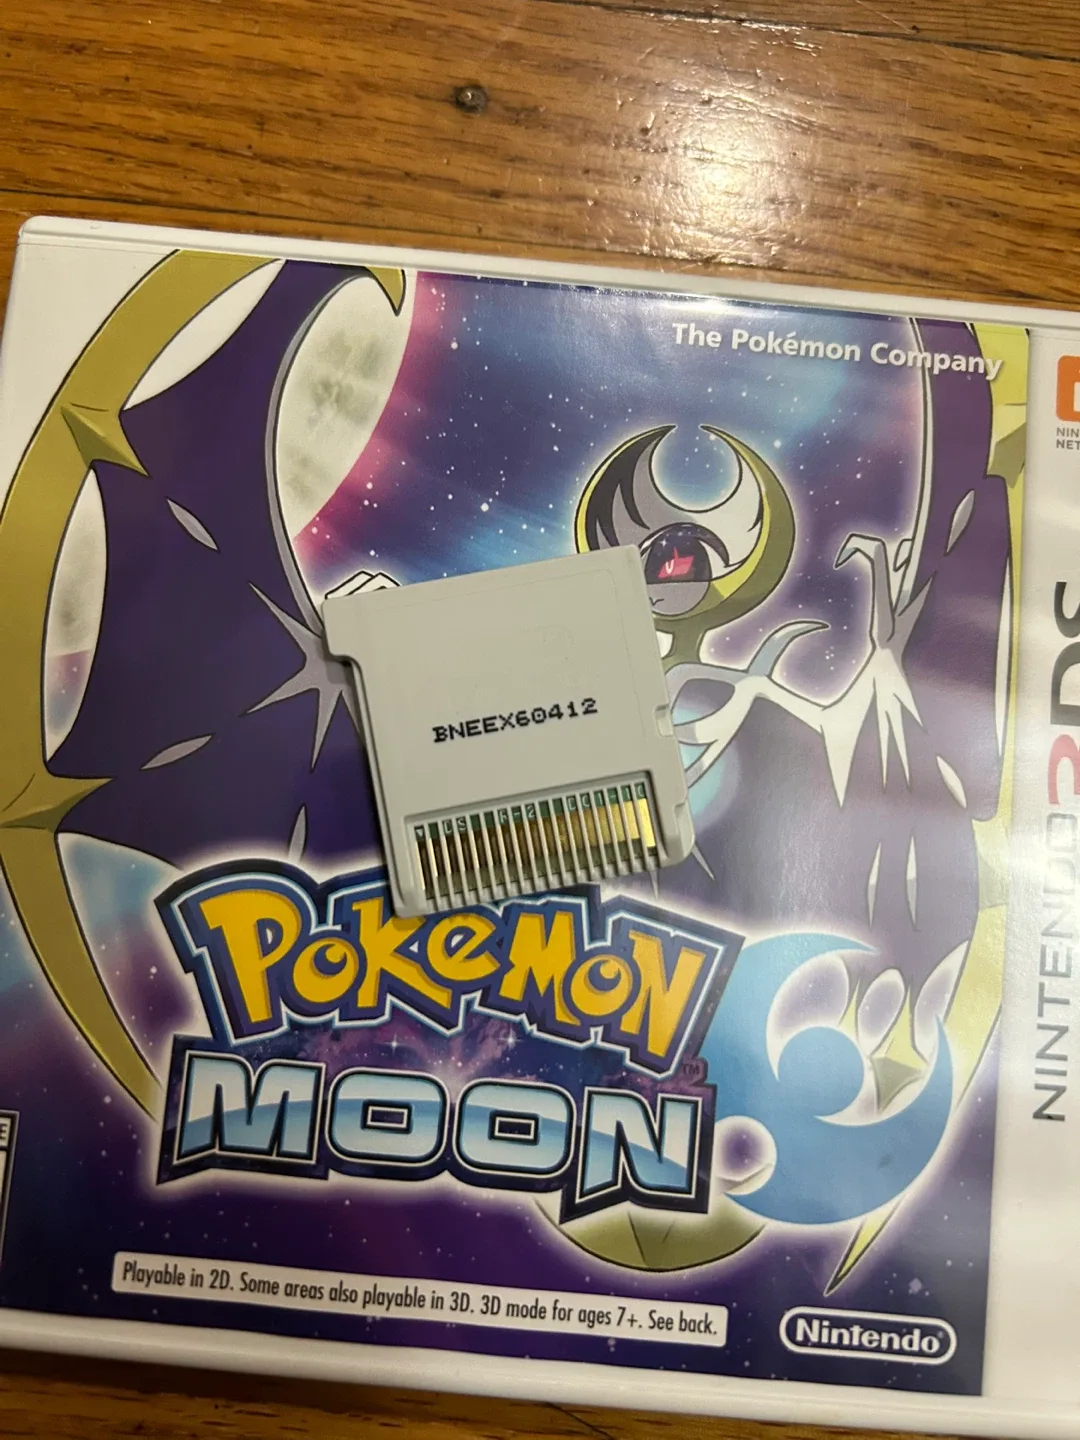 The Pokémon Company
BNEEX60412
POKéMON
MOON
Playable in 2D. Some areas also playable in 3D. 3D mode for ages 7+. See back.
Nintendo
NINTENDO 3DS